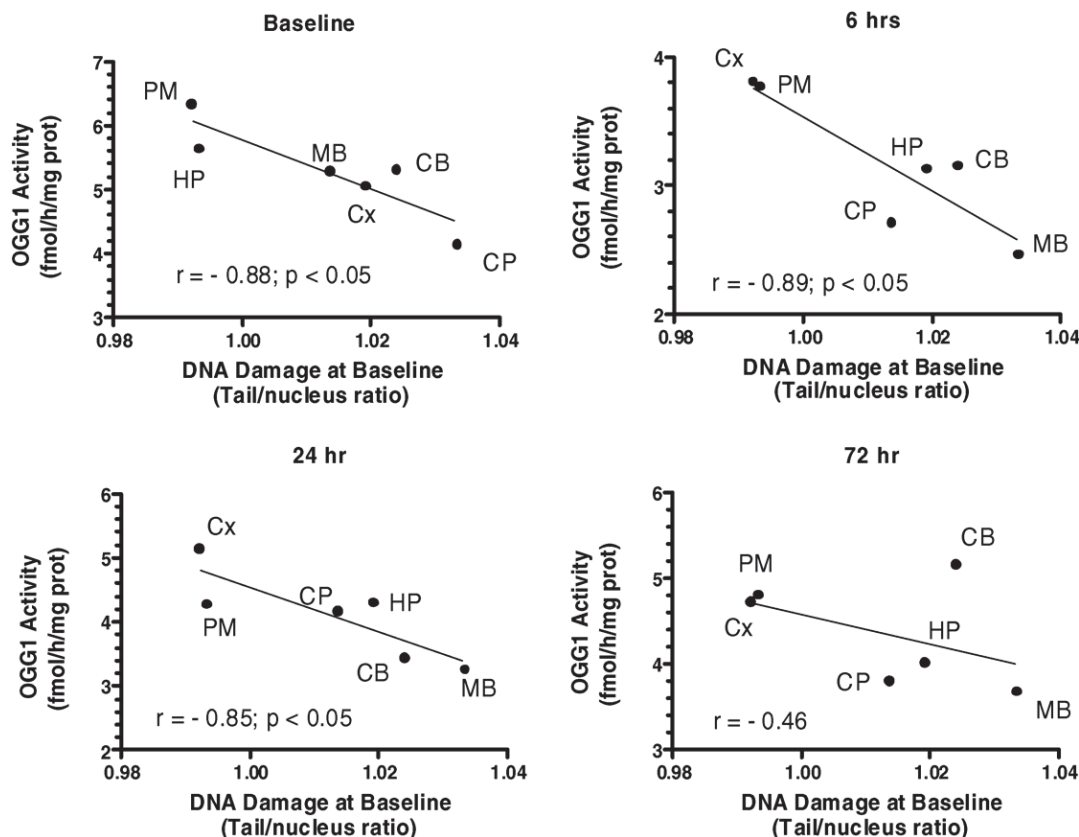 Baseline
7
6
5
4
3
OGG1 Activity
(fmol/h/mg prot)
PM
HP
MB
Cx
CB
CP
r = - 0.88; p < 0.05
0.98
1.00
1.02
1.04
DNA Damage at Baseline
(Tail/nucleus ratio)
6 hrs
4
3
2
OGG1 Activity
(fmol/h/mg prot)
Cx
PM
HP
CB
CP
MB
r = - 0.89; p < 0.05
0.98
1.00
1.02
1.04
DNA Damage at Baseline
(Tail/nucleus ratio)
24 hr
6
5
4
3
2
OGG1 Activity
(fmol/h/mg prot)
Cx
PM
CP
HP
CB
MB
r = - 0.85; p < 0.05
0.98
1.00
1.02
1.04
DNA Damage at Baseline
(Tail/nucleus ratio)
72 hr
6
5
4
3
OGG1 Activity
(fmol/h/mg prot)
CB
PM
Cx
HP
CP
MB
r = - 0.46
0.98
1.00
1.02
1.04
DNA Damage at Baseline
(Tail/nucleus ratio)